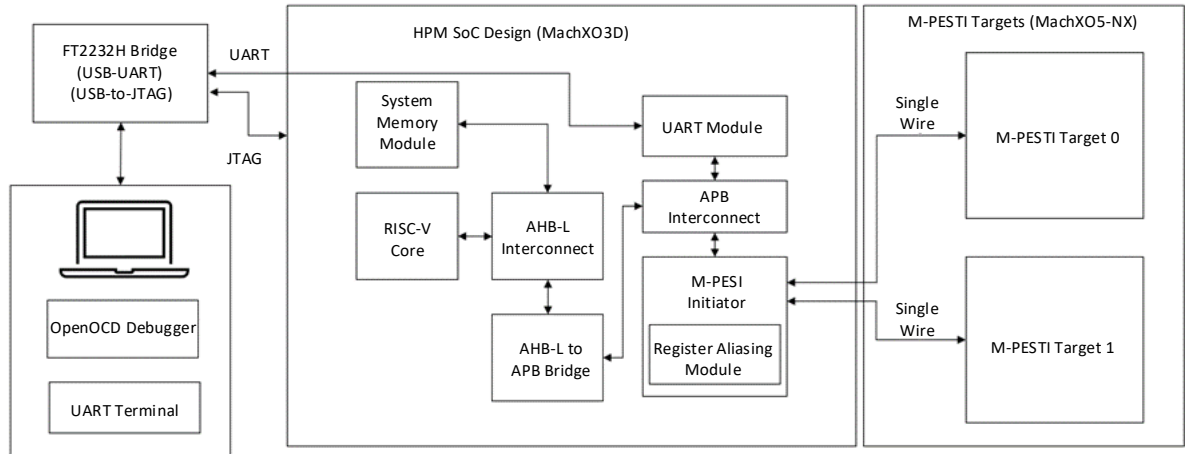 FT2232H Bridge
(USB-UART)
(USB-to-JTAG)
UART
JTAG
OpenOCD Debugger
UART Terminal
HPM SoC Design (MachXO3D)
System
Memory
Module
RISC-V
Core
AHB-L
Interconnect
AHB-L to
APB Bridge
UART Module
APB
Interconnect
M-PESI
Initiator
Register Aliasing
Module
M-PESTI Targets (MachXO5-NX)
Single
Wire
M-PESTI Target 0
Single
Wire
M-PESTI Target 1